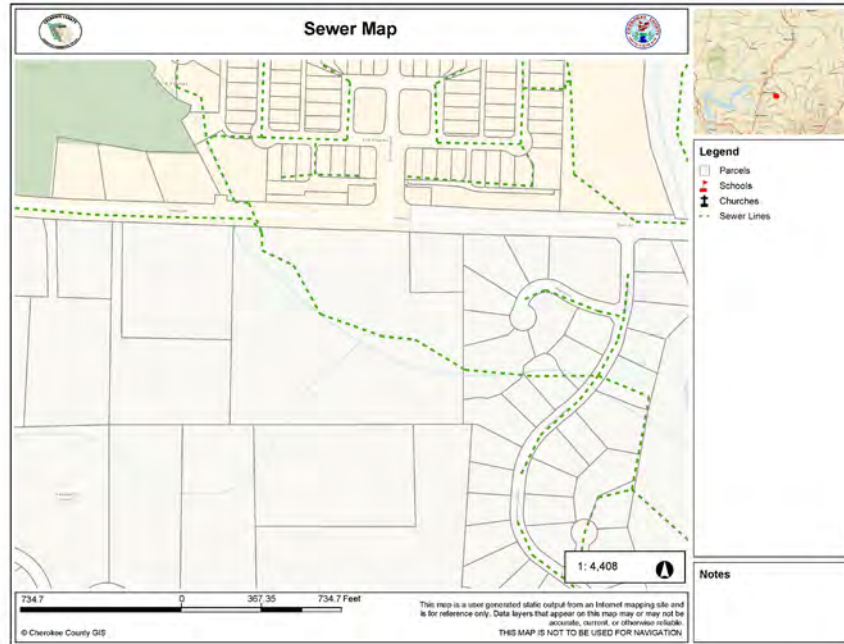 Sewer Map
Legend
Parcels
Schools
Churches
Sewer Lines
1: 4,408
Notes
734.7
0
367.35
734.7 Feet
This map is a user generated static output from an Internet mapping site and
is for reference only. Data layers that appear on this map may or may not be
accurate, current, or otherwise reliable.
THIS MAP IS NOT TO BE USED FOR NAVIGATION
© Cherokee County GIS